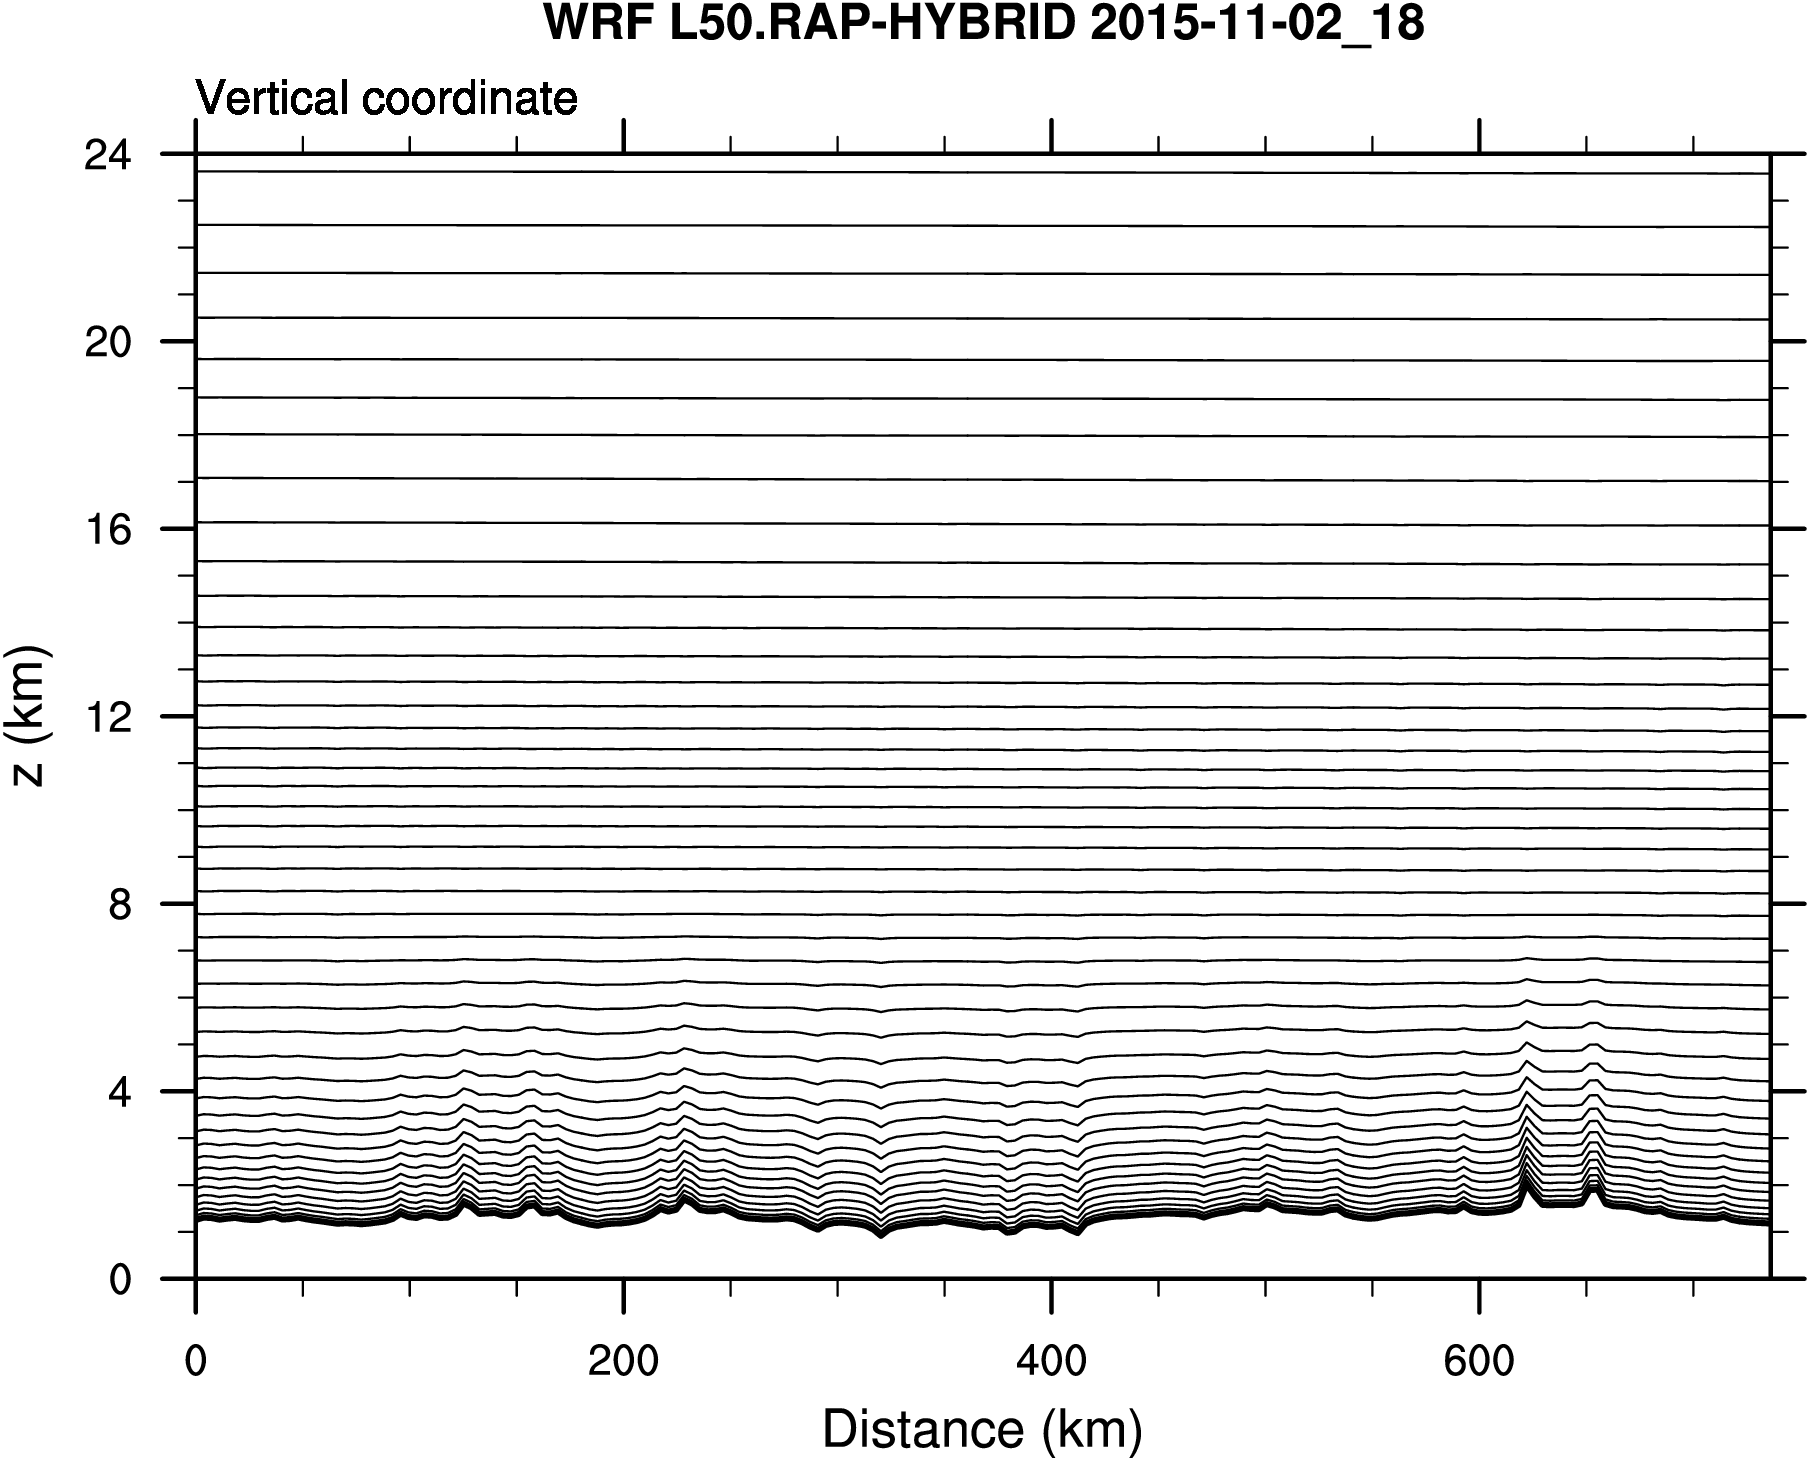 WRF L50.RAP-HYBRID 2015-11-02_18
Vertical coordinate
24
20
16
12
8
4
0
z (km)
0 200 400 600
Distance (km)